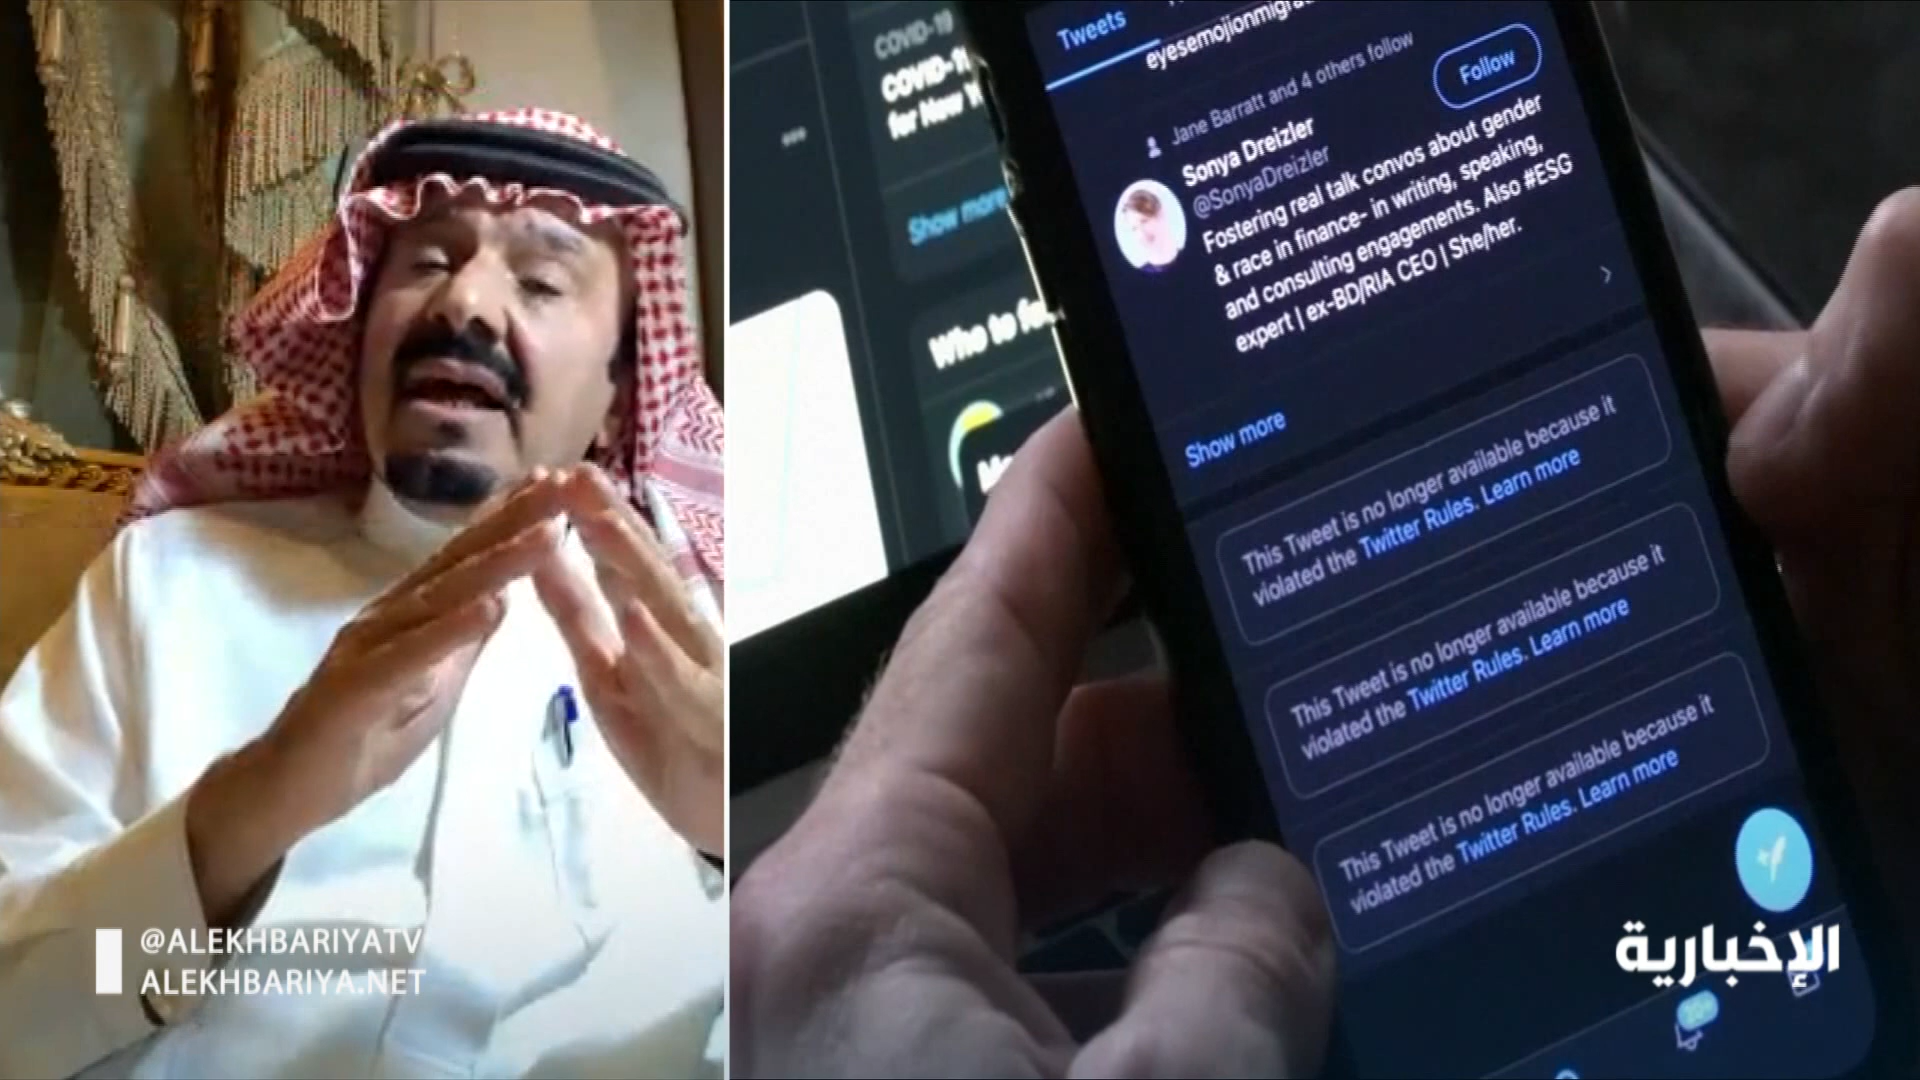 @ALEKHBARIYATV
ALEKHBARIYA.NET
COVID-19
for New
Show more
Who to
Tweets
Jane Barratt and 4 others follow
Sonya Dreizler
@SonyaDreizler
Follow
Fostering real talk convos about gender
& race in finance- in writing, speaking,
and consulting engagements. Also #ESG
expert | ex-BD/RIA CEO | She/her.
Show more
This Tweet is no longer available because it
violated the Twitter Rules. Learn more
This Tweet is no longer available because it
violated the Twitter Rules. Learn more
This Tweet is no longer available because it
violated the Twitter Rules. Learn more
الإخبارية